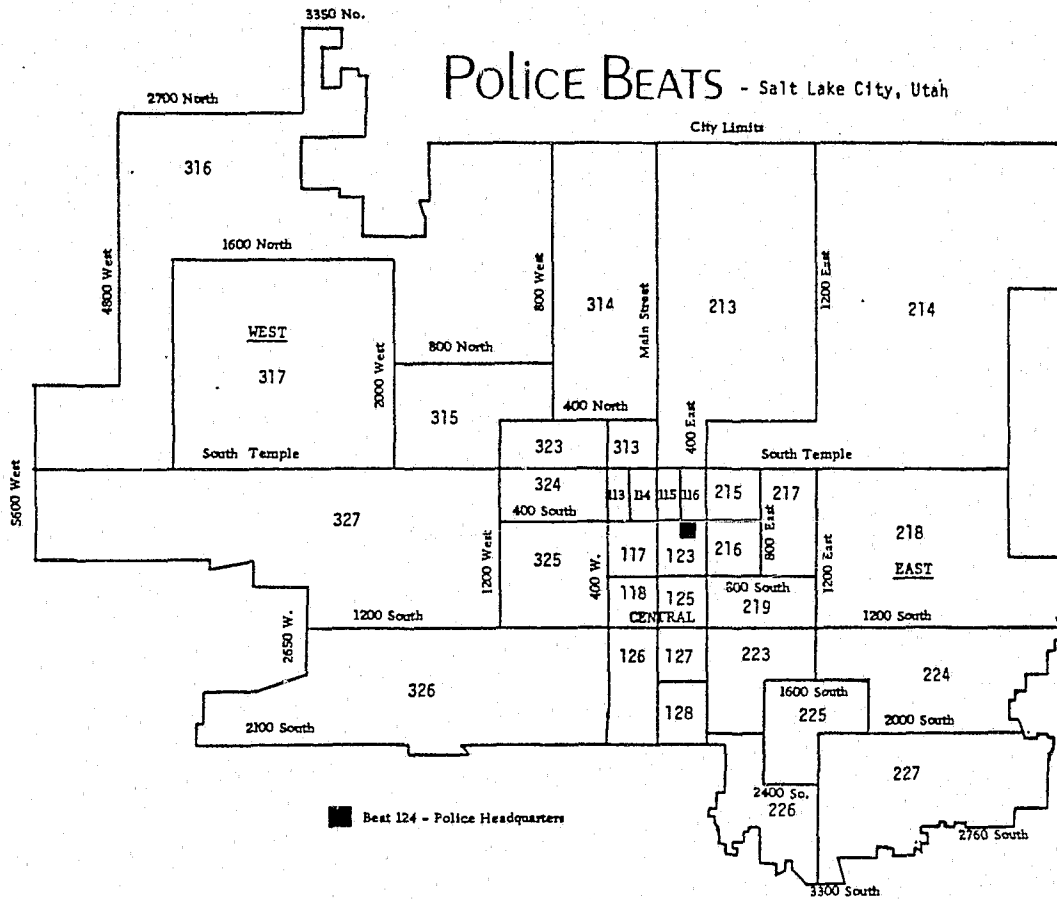 3350 No.
POLICE BEATS - Salt Lake City, Utah
2700 North
City Limits
316
4800 West
1600 North
800 West
314
Main Street
213
1200 East
214
WEST
317
2000 West
800 North
315
400 North
400 East
323
313
South Temple
South Temple
5600 West
327
324
400 South
113
114
115
116
215
217
800 East
218
EAST
1200 West
325
400 W.
117
123
216
1200 East
118
125
800 South
219
CENTRAL
1200 South
1200 South
2650 W.
326
126
127
223
224
1600 South
225
2000 South
128
2100 South
227
2400 So.
226
Beat 124 - Police Headquarters
2760 South
3300 South